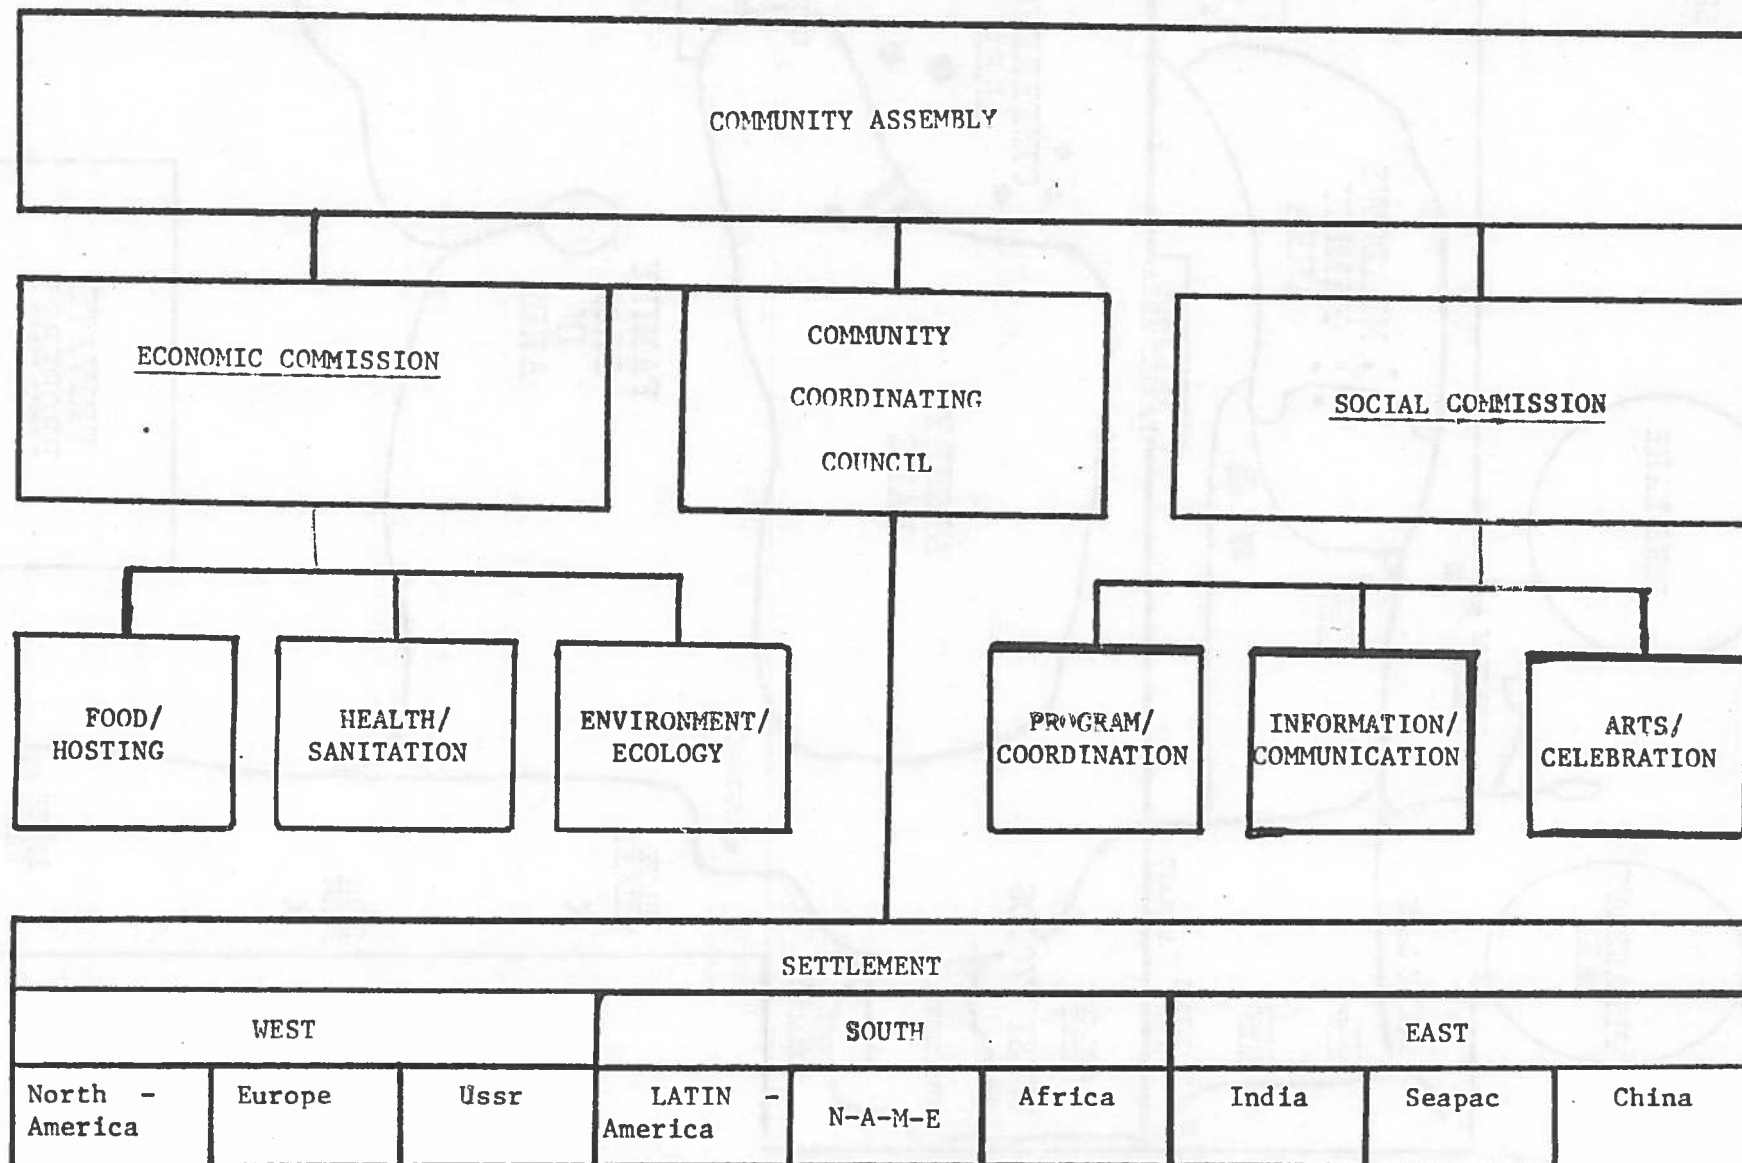 COMMUNITY ASSEMBLY
ECONOMIC COMMISSION
COMMUNITY
COORDINATING
COUNCIL
SOCIAL COMMISSION
FOOD/
HOSTING
HEALTH/
SANITATION
ENVIRONMENT/
ECOLOGY
PROGRAM/
COORDINATION
INFORMATION/
COMMUNICATION
ARTS/
CELEBRATION
SETTLEMENT
WEST
SOUTH
EAST
North -
America
Europe
Ussr
LATIN -
America
N-A-M-E
Africa
India
Seapac
China